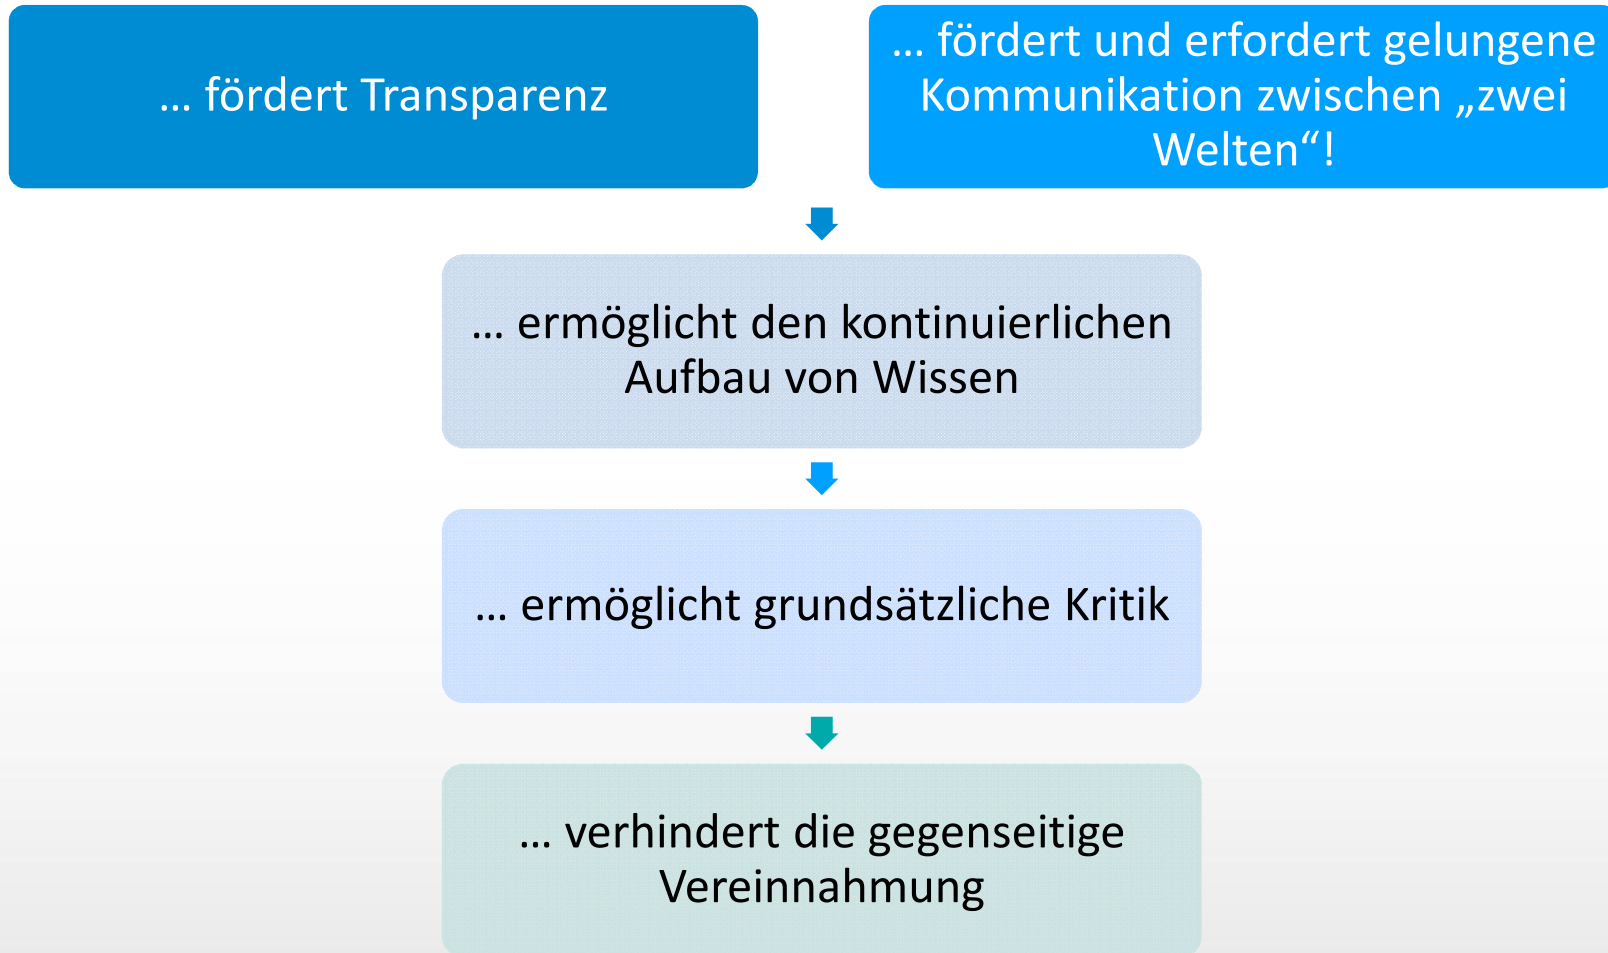 ... fördert Transparenz
... fördert und erfordert gelungene
Kommunikation zwischen „zwei
Welten“!
... ermöglicht den kontinuierlichen
Aufbau von Wissen
... ermöglicht grundsätzliche Kritik
... verhindert die gegenseitige
Vereinnahmung